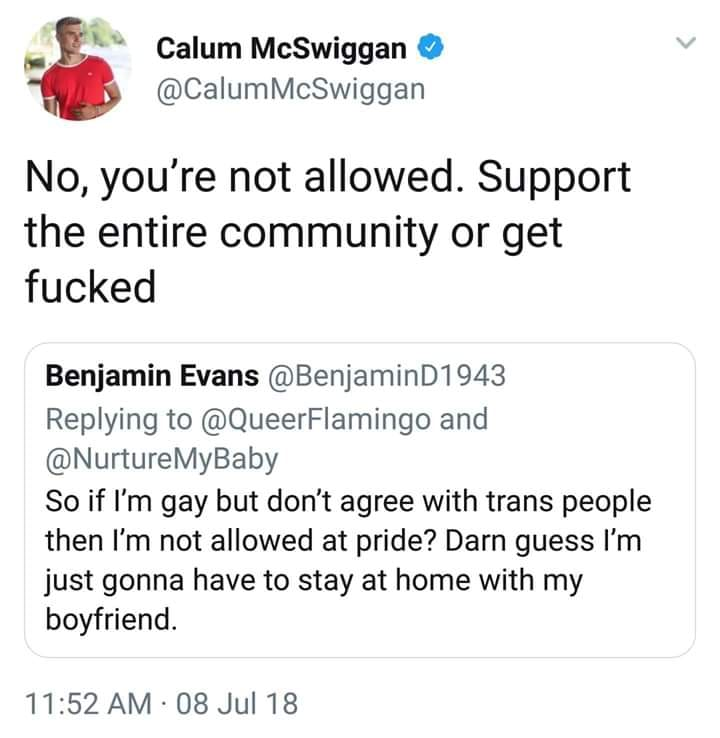 Calum McSwiggan
@CalumMcSwiggan
No, you’re not allowed. Support
the entire community or get
fucked
Benjamin Evans @BenjaminD1943
Replying to @QueerFlamingo and
@NurtureMyBaby
So if I’m gay but don’t agree with trans people
then I’m not allowed at pride? Darn guess I’m
just gonna have to stay at home with my
boyfriend.
11:52 AM · 08 Jul 18